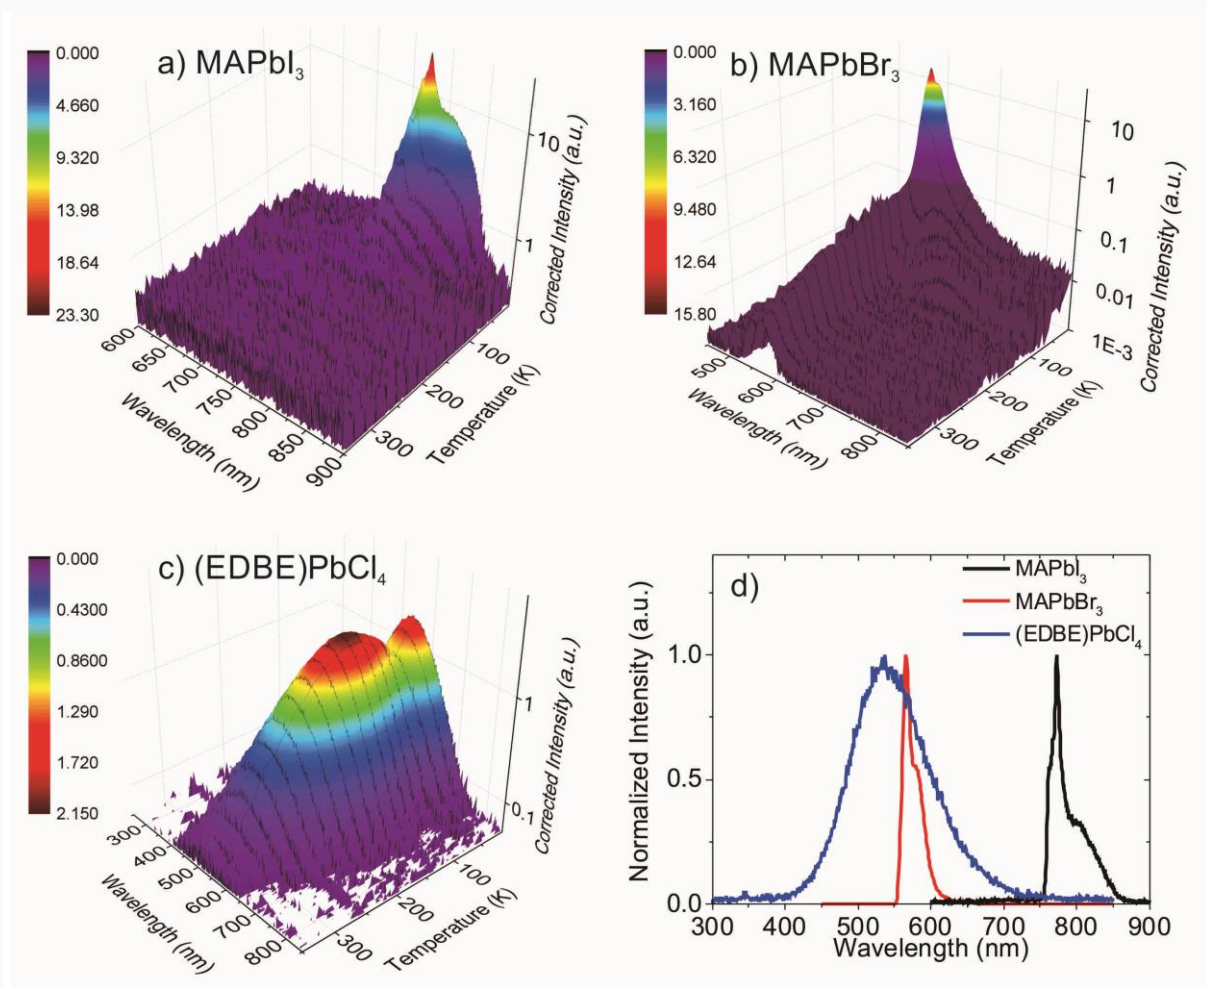 a) MAPbI3
0.000
4.660
9.320
13.98
18.64
23.30
10
1
Corrected Intensity (a.u.)
600
650
700
750
800
850
900
Wavelength (nm)
100
200
300
Temperature (K)
b) MAPbBr3
0.000
3.160
6.320
9.480
12.64
15.80
10
1
0.1
0.01
1E-3
Corrected Intensity (a.u.)
500
600
700
800
Wavelength (nm)
100
200
300
Temperature (K)
c) (EDBE)PbCl4
0.000
0.4300
0.8600
1.290
1.720
2.150
1
0.1
Corrected Intensity (a.u.)
300
400
500
600
700
800
Wavelength (nm)
100
200
300
Temperature (K)
d)
MAPbI3
MAPbBr3
(EDBE)PbCl4
Normalized Intensity (a.u.)
1.0
0.5
0.0
300 400 500 600 700 800 900
Wavelength (nm)